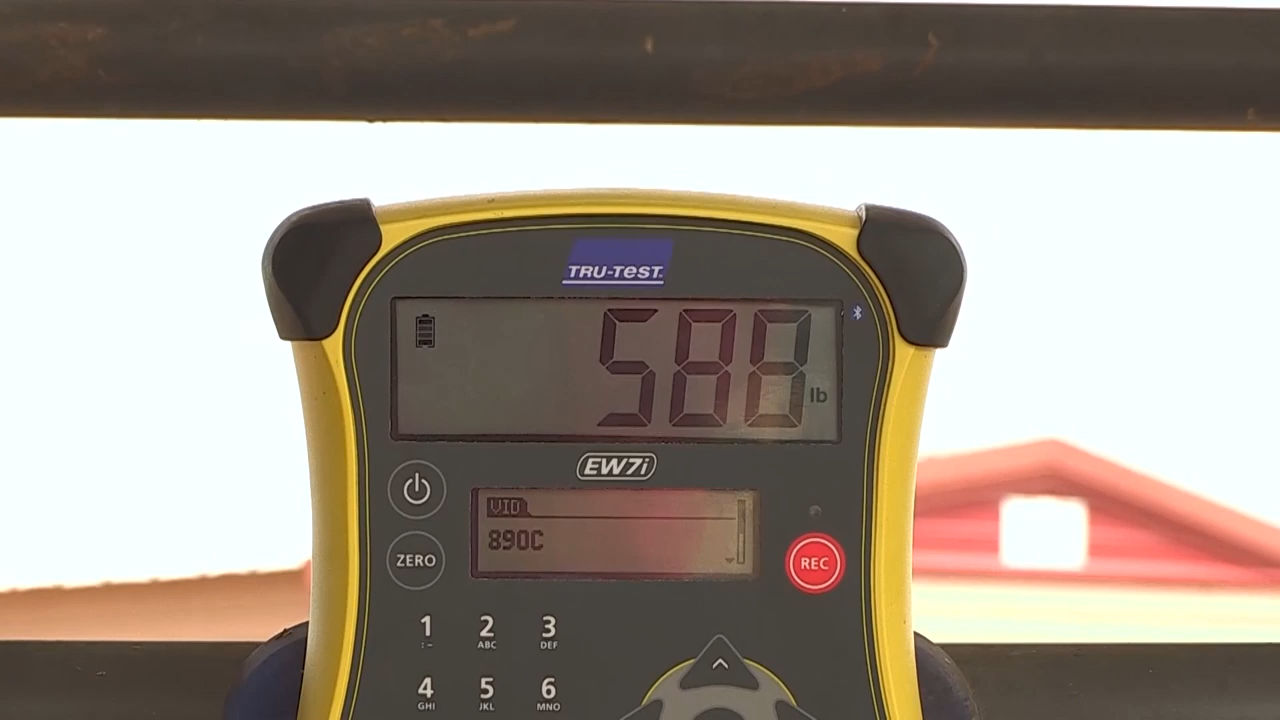 TRU-TEST
588 lb
EW7i
VID
890C
ZERO
REC
1 2 3
:– ABC DEF
4 5 6
GHI JKL MNO